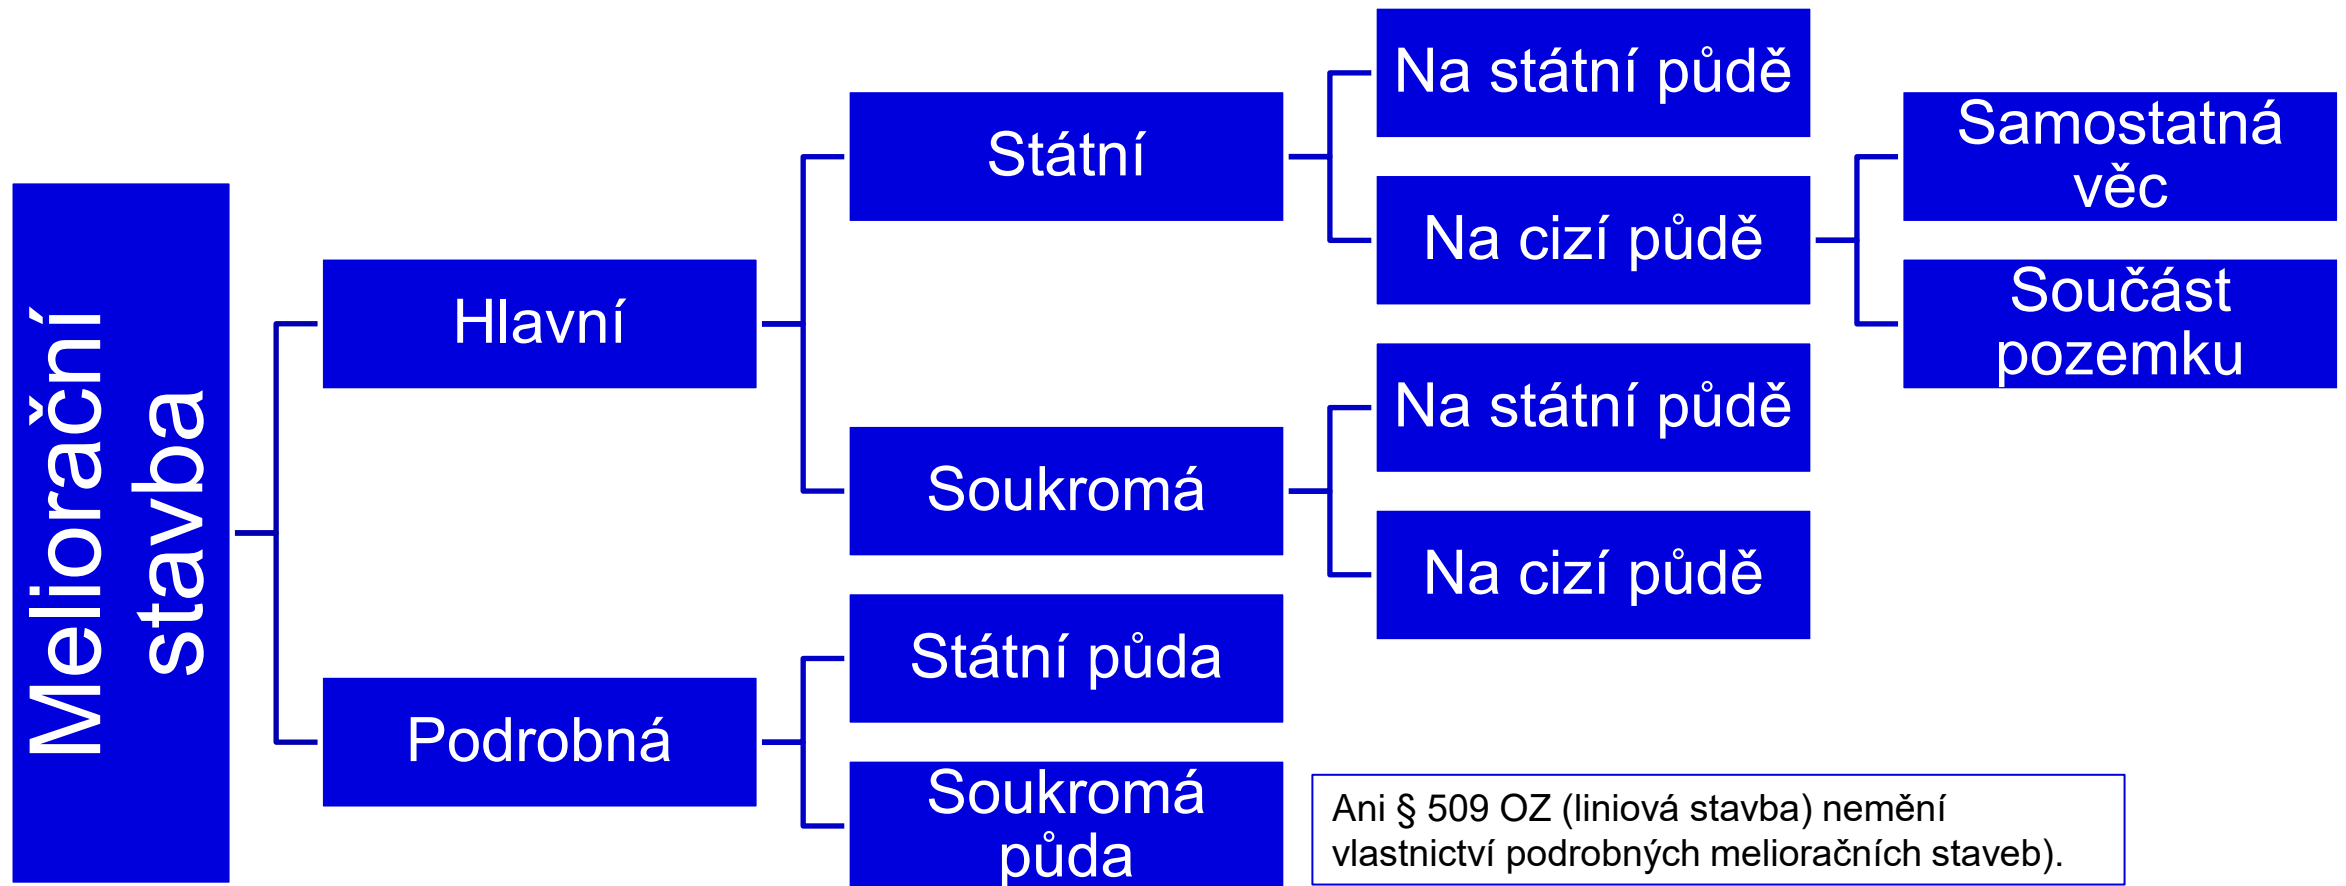 Meliorační
stavba
Hlavní
Státní
Na státní půdě
Na cizí půdě
Samostatná
věc
Součást
pozemku
Soukromá
Na státní půdě
Na cizí půdě
Podrobná
Státní půda
Soukromá
půda
Ani § 509 OZ (liniová stavba) nemění
vlastnictví podrobných melioračních staveb).